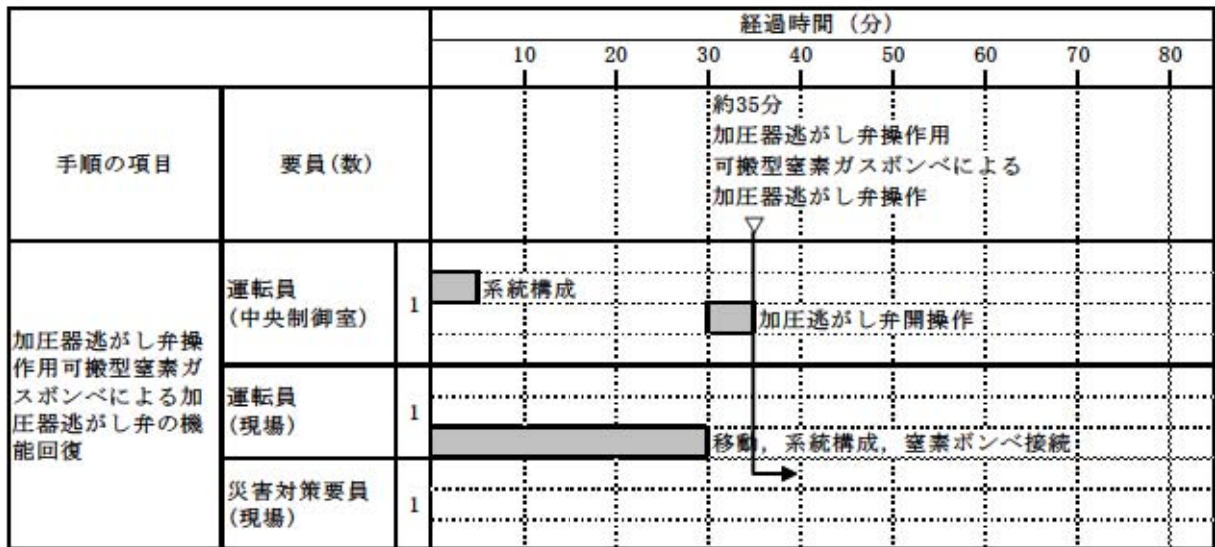 経過時間（分）
10 20 30 40 50 60 70 80
手順の項目 要員(数)
約35分
加圧器逃がし弁操作用
可搬型窒素ガスボンベによる
加圧器逃がし弁操作
▽
加圧器逃がし弁操
作用可搬型窒素ガ
スボンベによる加
圧器逃がし弁の機
能回復
運転員
(中央制御室)
1
系統構成
加圧逃がし弁開操作
運転員
(現場)
1
移動，系統構成，窒素ボンベ接続
災害対策要員
(現場)
1